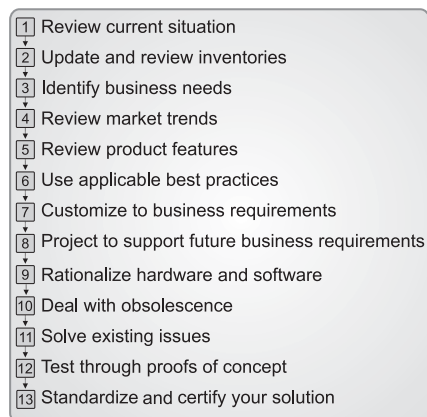 1 Review current situation
2 Update and review inventories
3 Identify business needs
4 Review market trends
5 Review product features
6 Use applicable best practices
7 Customize to business requirements
8 Project to support future business requirements
9 Rationalize hardware and software
10 Deal with obsolescence
11 Solve existing issues
12 Test through proofs of concept
13 Standardize and certify your solution